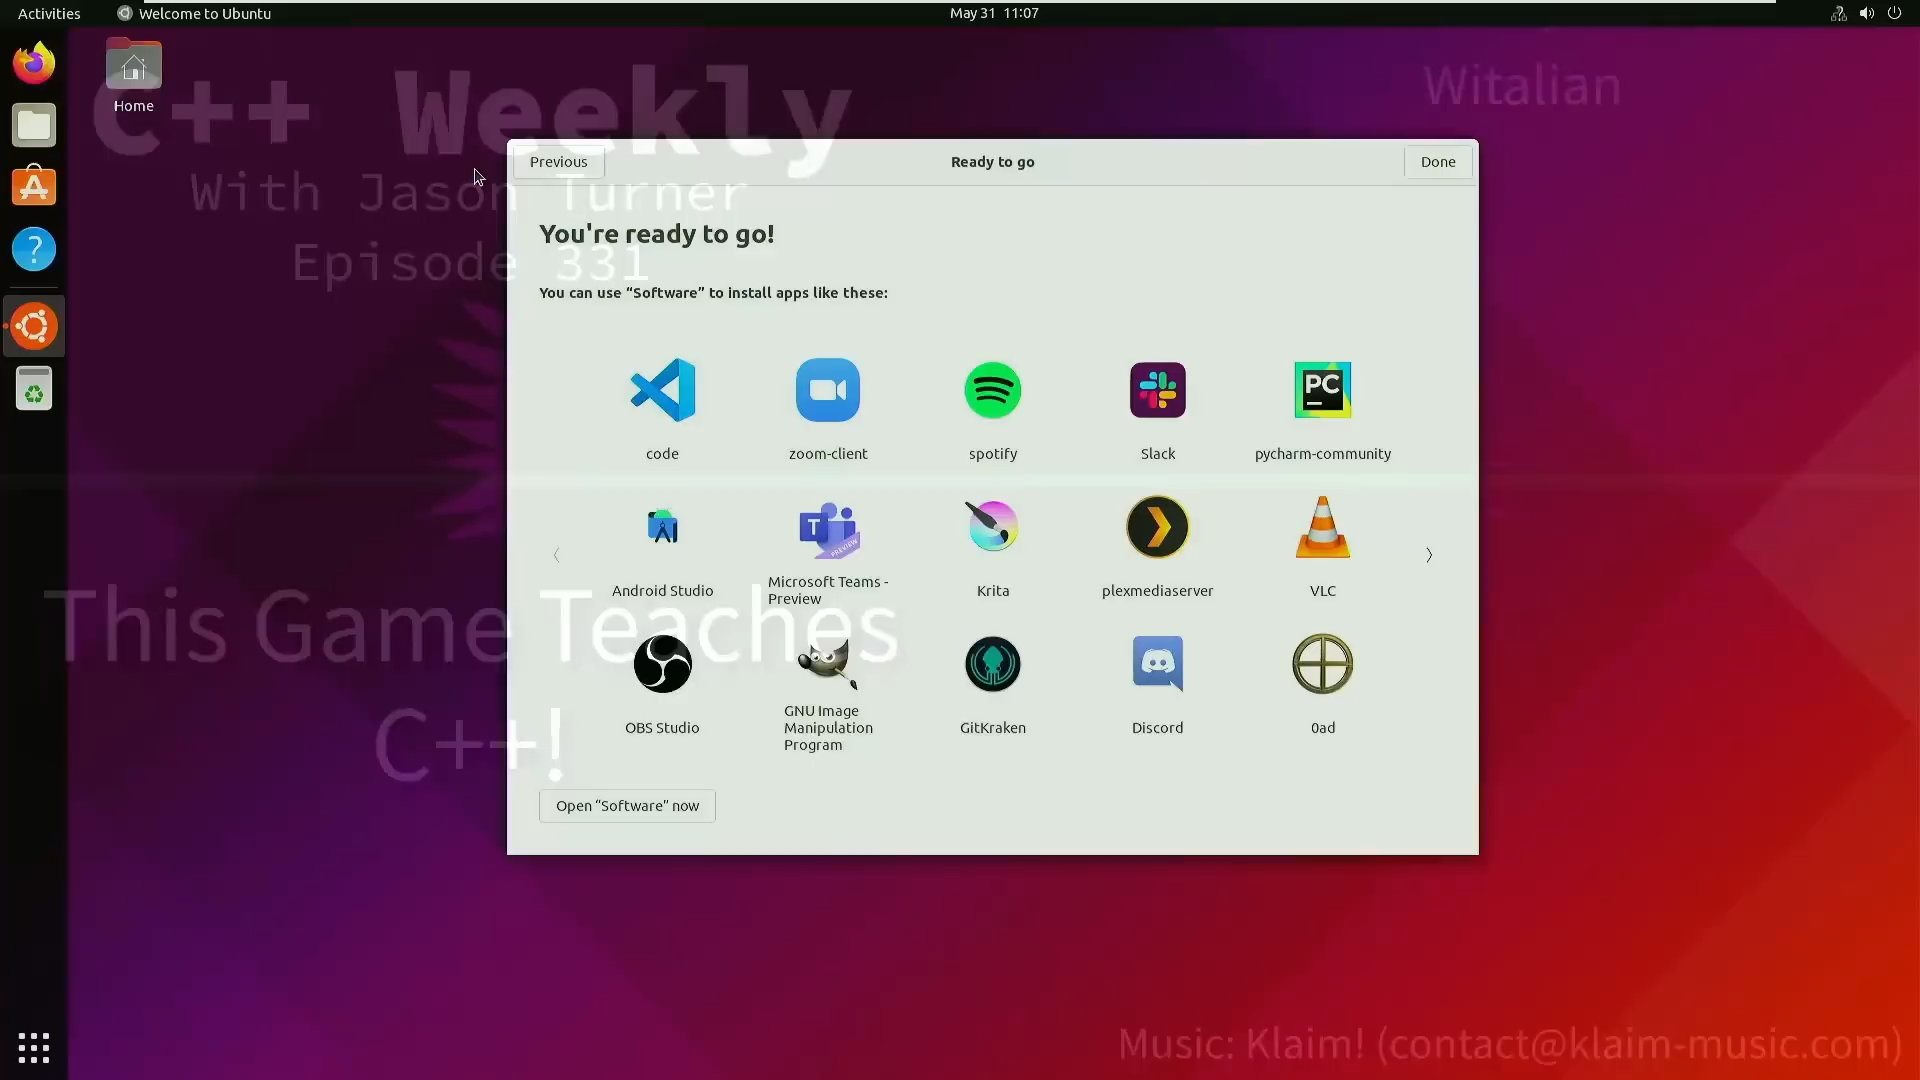 Activities
Welcome to Ubuntu
May 31 11:07
Home
C++ Weekly
With Jason Turner
Episode 331
Witalian
Previous
Ready to go
Done
You're ready to go!
You can use “Software” to install apps like these:
code
zoom-client
spotify
Slack
PC
pycharm-community
T
PREVIEW
Android Studio
Microsoft Teams -
Preview
Krita
plexmediaserver
VLC
This Game Teaches
C++!
OBS Studio
GNU Image
Manipulation
Program
GitKraken
Discord
0ad
Open “Software” now
Music: Klaim! (contact@klaim-music.com)